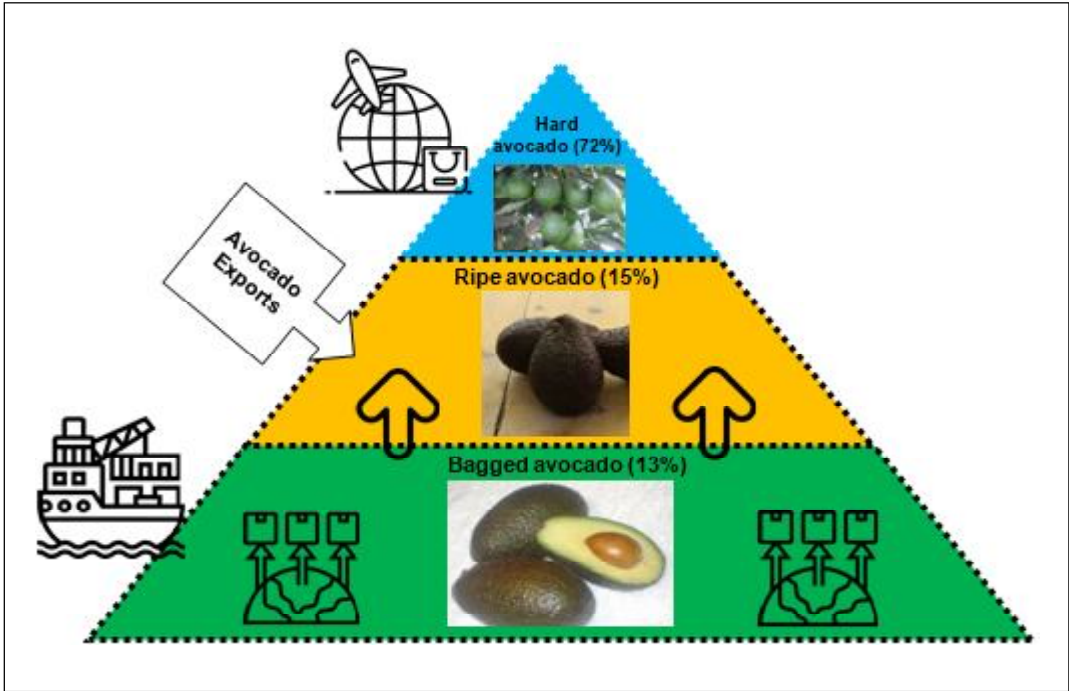 Hard
avocado (72%)
Avocado
Exports
Ripe avocado (15%)
Bagged avocado (13%)